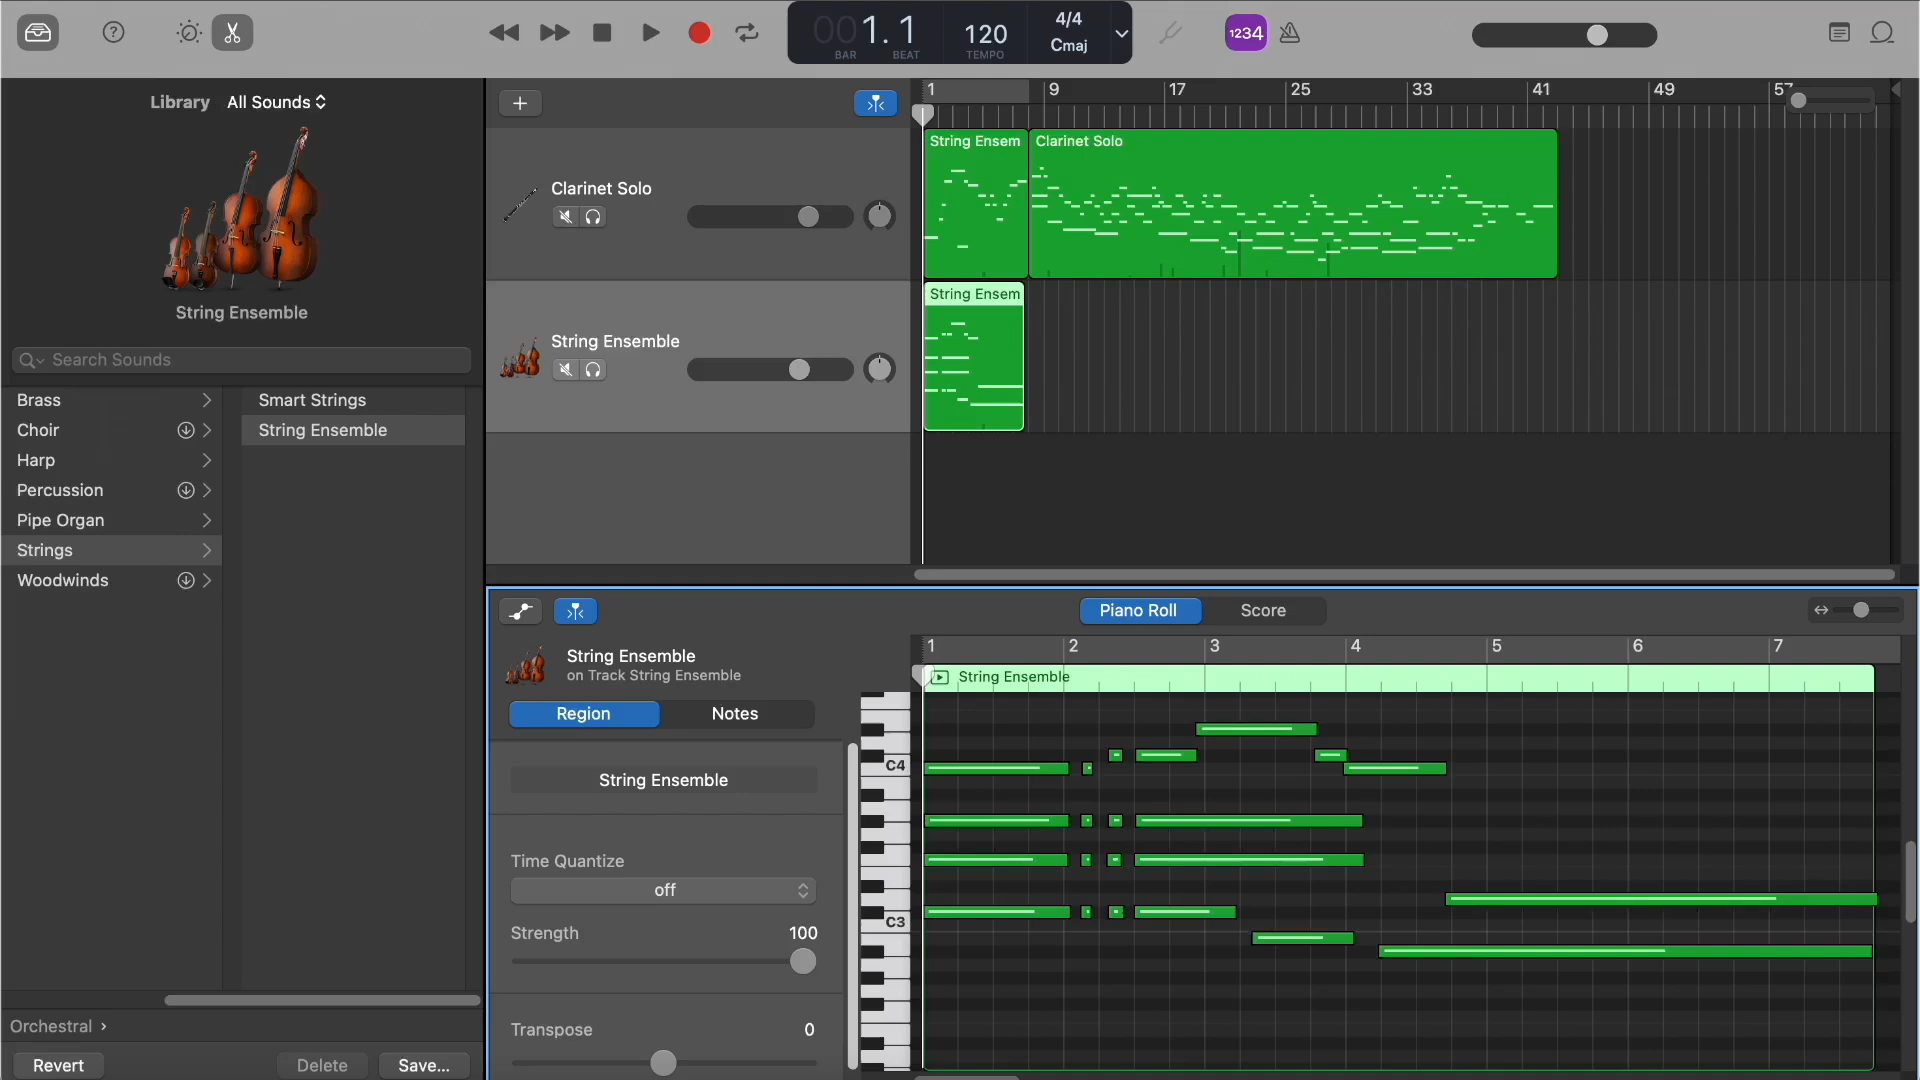 001. 1
BAR
BEAT
120
TEMPO
4/4
Cmaj
1234
Library All Sounds
String Ensemble
Search Sounds
Brass
Choir
Harp
Percussion
Pipe Organ
Strings
Woodwinds
Smart Strings
String Ensemble
Orchestral ›
Revert
Delete
Save...
1 9 17 25 33 41 49 57
Clarinet Solo
String Ensemble
String Ensem
Clarinet Solo
String Ensem
Piano Roll
Score
String Ensemble
on Track String Ensemble
Region
Notes
String Ensemble
Time Quantize
off
Strength 100
Transpose 0
1 2 3 4 5 6 7
String Ensemble
C4
C3